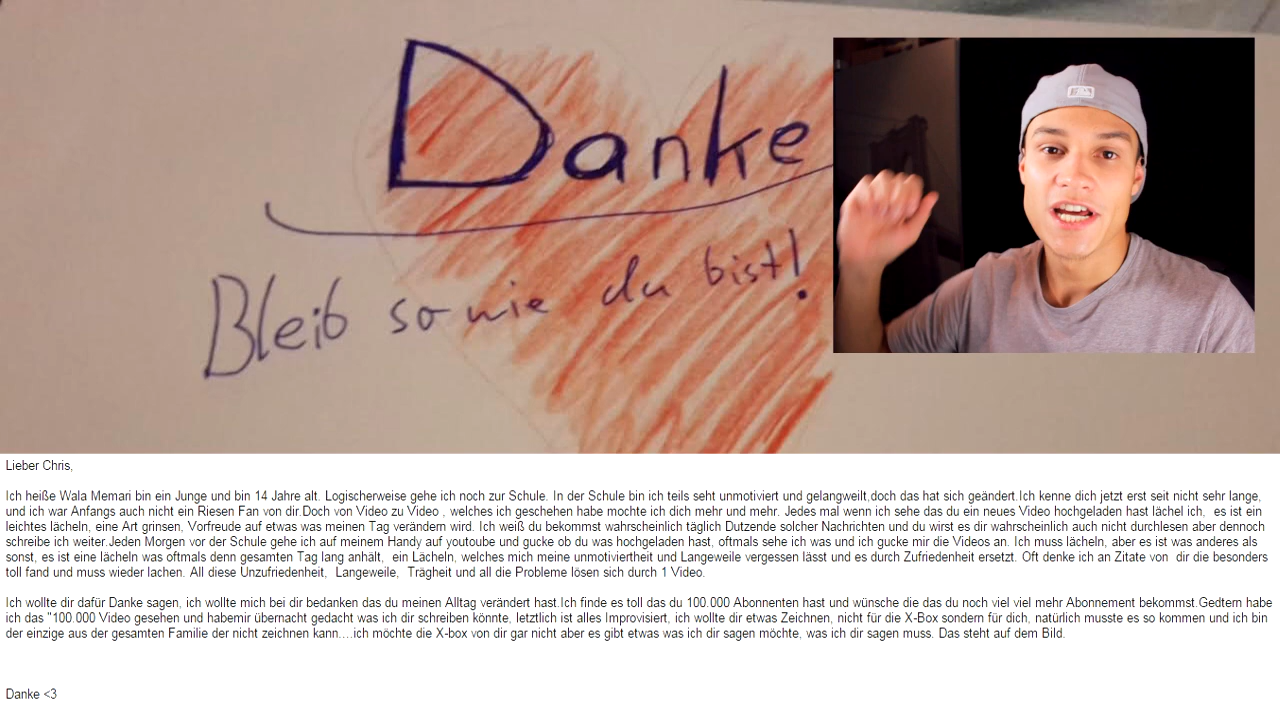 Danke
Bleib so wie du bist!
Lieber Chris,
Ich heiße Wala Memari bin ein Junge und bin 14 Jahre alt. Logischerweise gehe ich noch zur Schule. In der Schule bin ich teils seht unmotiviert und gelangweilt,doch das hat sich geändert.Ich kenne dich jetzt erst seit nicht sehr lange,
und ich war Anfangs auch nicht ein Riesen Fan von dir.Doch von Video zu Video , welches ich geschehen habe mochte ich dich mehr und mehr. Jedes mal wenn ich sehe das du ein neues Video hochgeladen hast lächel ich,  es ist ein
leichtes lächeln, eine Art grinsen, Vorfreude auf etwas was meinen Tag verändern wird. Ich weiß du bekommst wahrscheinlich täglich Dutzende solcher Nachrichten und du wirst es dir wahrscheinlich auch nicht durchlesen aber dennoch
schreibe ich weiter.Jeden Morgen vor der Schule gehe ich auf meinem Handy auf youtoube und gucke ob du was hochgeladen hast, oftmals sehe ich was und ich gucke mir die Videos an. Ich muss lächeln, aber es ist was anderes als
sonst, es ist eine lächeln was oftmals denn gesamten Tag lang anhält,  ein Lächeln, welches mich meine unmotiviertheit und Langeweile vergessen lässt und es durch Zufriedenheit ersetzt. Oft denke ich an Zitate von  dir die besonders
toll fand und muss wieder lachen. All diese Unzufriedenheit,  Langeweile,  Trägheit und all die Probleme lösen sich durch 1 Video.
Ich wollte dir dafür Danke sagen, ich wollte mich bei dir bedanken das du meinen Alltag verändert hast.Ich finde es toll das du 100.000 Abonnenten hast und wünsche die das du noch viel viel mehr Abonnement bekommst.Gedtern habe
ich das "100.000 Video gesehen und habemir übernacht gedacht was ich dir schreiben könnte, letztlich ist alles Improvisiert, ich wollte dir etwas Zeichnen, nicht für die X-Box sondern für dich, natürlich musste es so kommen und ich bin
der einzige aus der gesamten Familie der nicht zeichnen kann....ich möchte die X-box von dir gar nicht aber es gibt etwas was ich dir sagen möchte, was ich dir sagen muss. Das steht auf dem Bild.
Danke <3